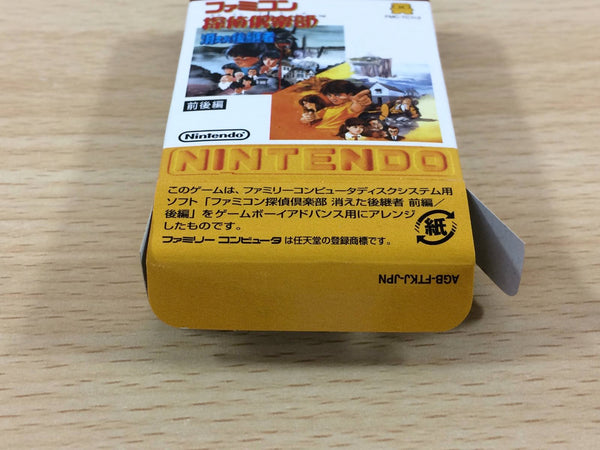 ファミコン
探偵倶楽部
TM
消えた後継者
前後編
Nintendo
NINTENDO
このゲームは、ファミリーコンピュータディスクシステム用
ソフト「ファミコン探偵倶楽部 消えた後継者 前編／
後編」をゲームボーイアドバンス用にアレンジ
したものです。
ファミリー コンピュータ は任天堂の登録商標です。
紙
AGB-FTKJ-JPN